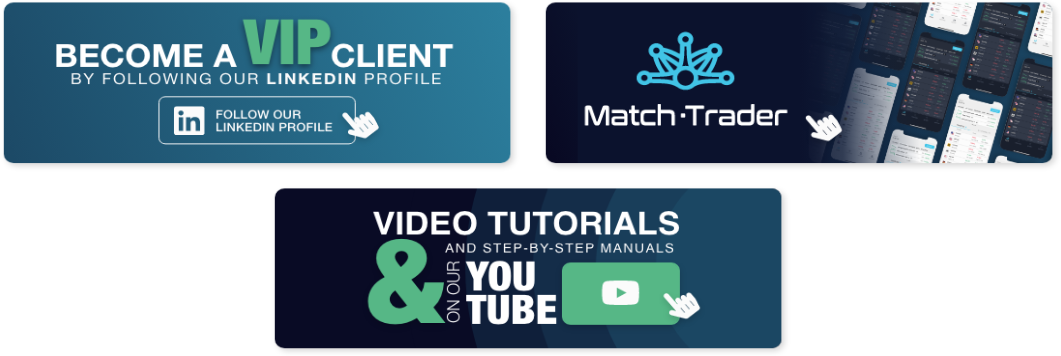 BECOME A VIP CLIENT
BY FOLLOWING OUR LINKEDIN PROFILE
in
FOLLOW OUR
LINKEDIN PROFILE
Match-Trader
VIDEO TUTORIALS
& AND STEP-BY-STEP MANUALS
ON OUR
YOU
TUBE